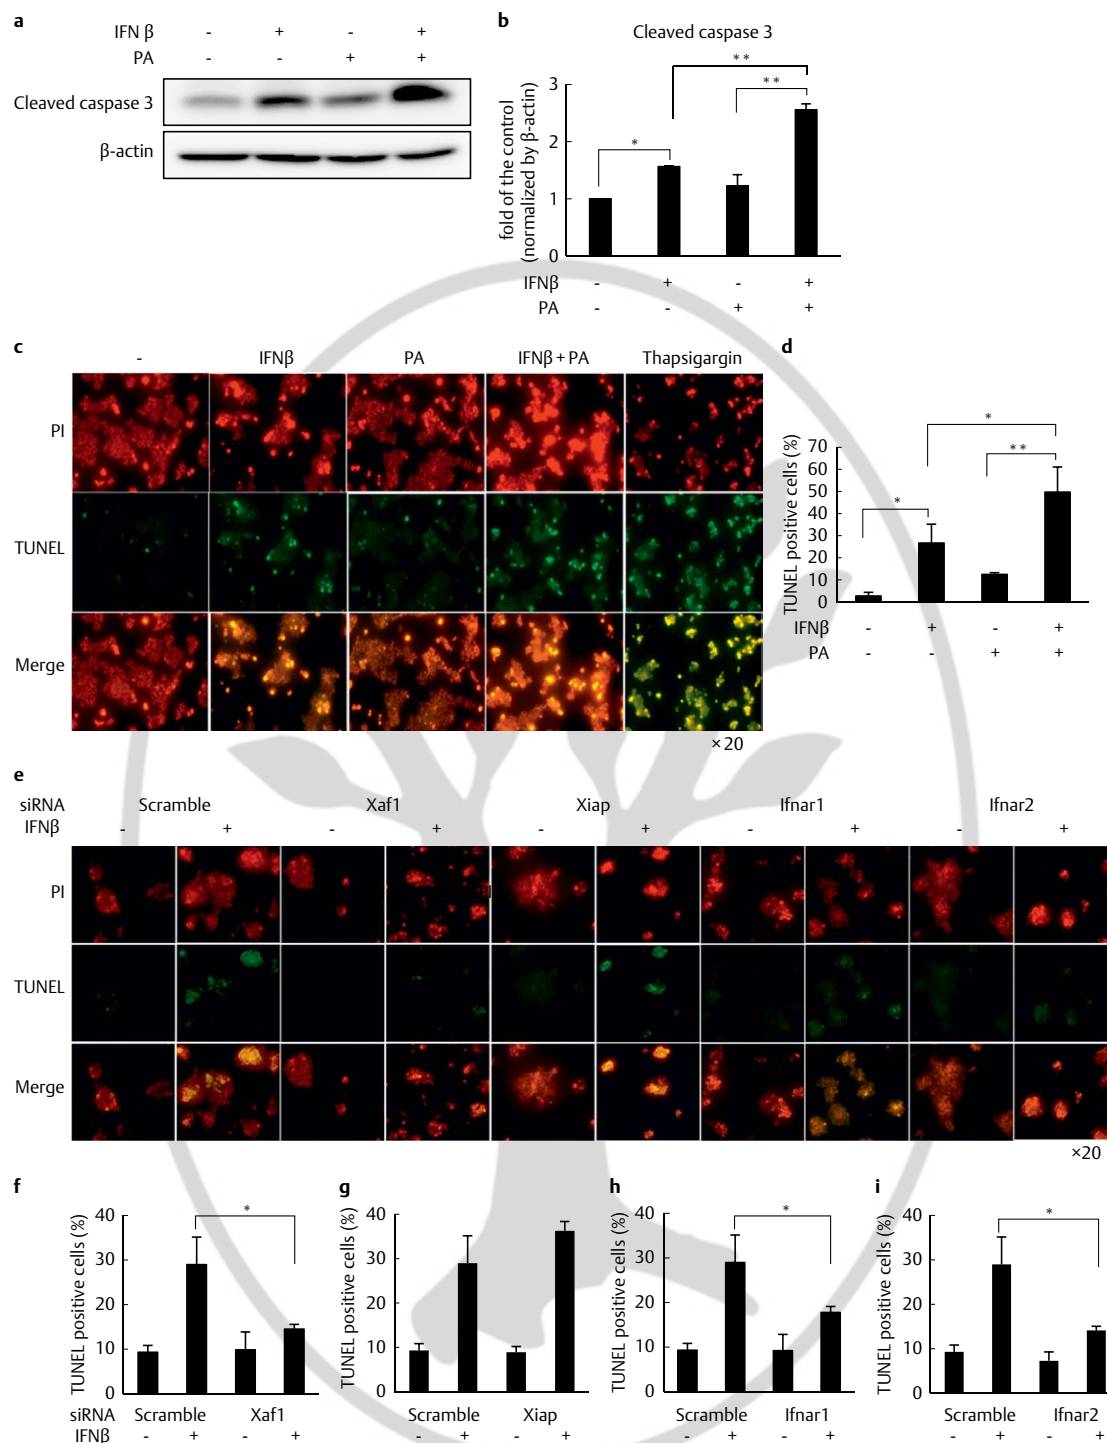 a
IFN β - + - +
PA - - + +
Cleaved caspase 3
β-actin
b
Cleaved caspase 3
fold of the control
(normalized by β-actin)
3
2
1
0
* ** **
IFNβ - + - +
PA - - + +
c
- IFNβ PA IFNβ + PA Thapsigargin
PI
TUNEL
Merge
×20
d
TUNEL positive cells (%)
70
60
50
40
30
20
10
0
* ** *
IFNβ - + - +
PA - - + +
e
siRNA Scramble Xaf1 Xiap Ifnar1 Ifnar2
IFNβ - + - + - + - + - +
PI
TUNEL
Merge
×20
f
TUNEL positive cells (%)
40
30
20
10
0
*
siRNA Scramble Xaf1
IFNβ - + - +
g
TUNEL positive cells (%)
40
30
20
10
0
Scramble Xiap
- + - +
h
TUNEL positive cells (%)
40
30
20
10
0
*
Scramble Ifnar1
- + - +
i
TUNEL positive cells (%)
40
30
20
10
0
*
Scramble Ifnar2
- + - +